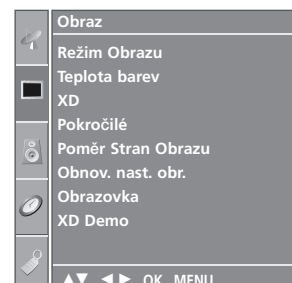 Obraz
Režim Obrazu
Teplota barev
XD
Pokročilé
Poměr Stran Obrazu
Obnov. nast. obr.
Obrazovka
XD Demo
▲▼ ◄► OK MENU